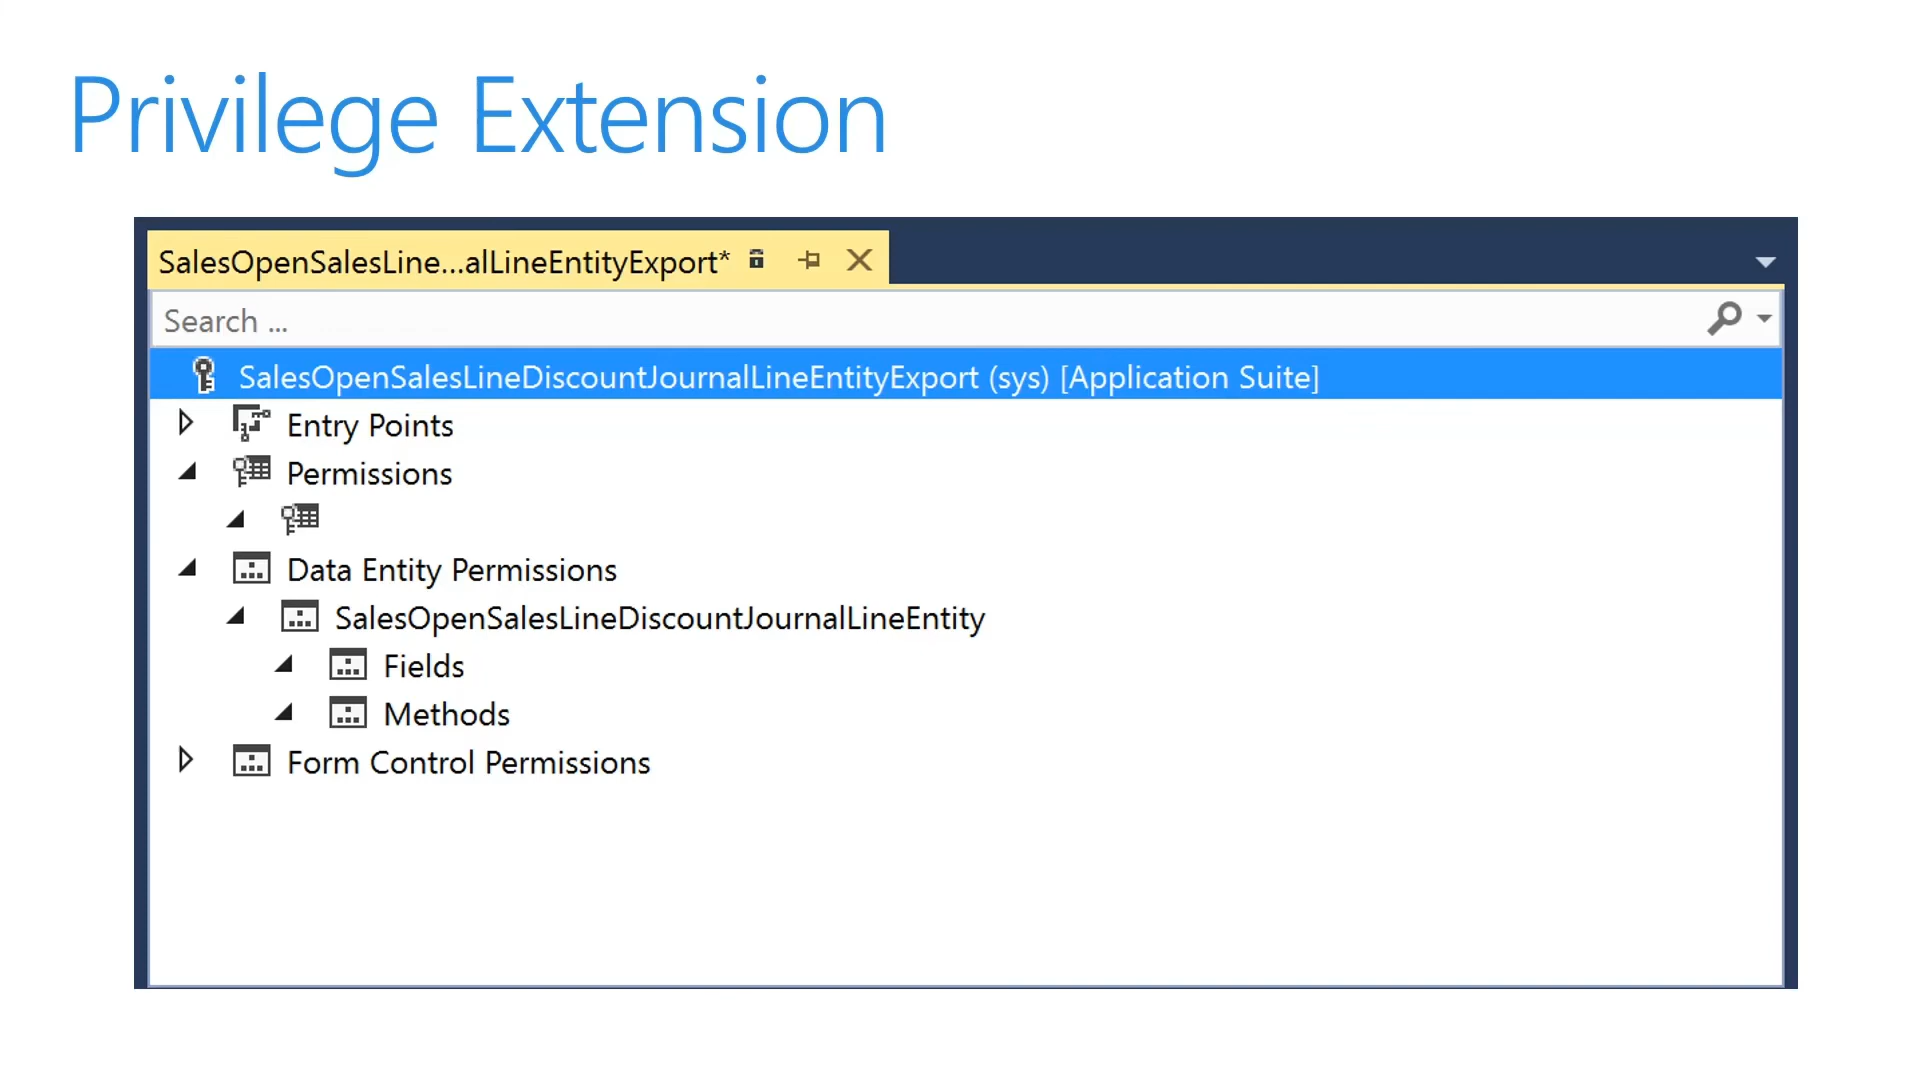 Privilege Extension
SalesOpenSalesLine...alLineEntityExport*
Search ...
SalesOpenSalesLineDiscountJournalLineEntityExport (sys) [Application Suite]
Entry Points
Permissions
Data Entity Permissions
SalesOpenSalesLineDiscountJournalLineEntity
Fields
Methods
Form Control Permissions